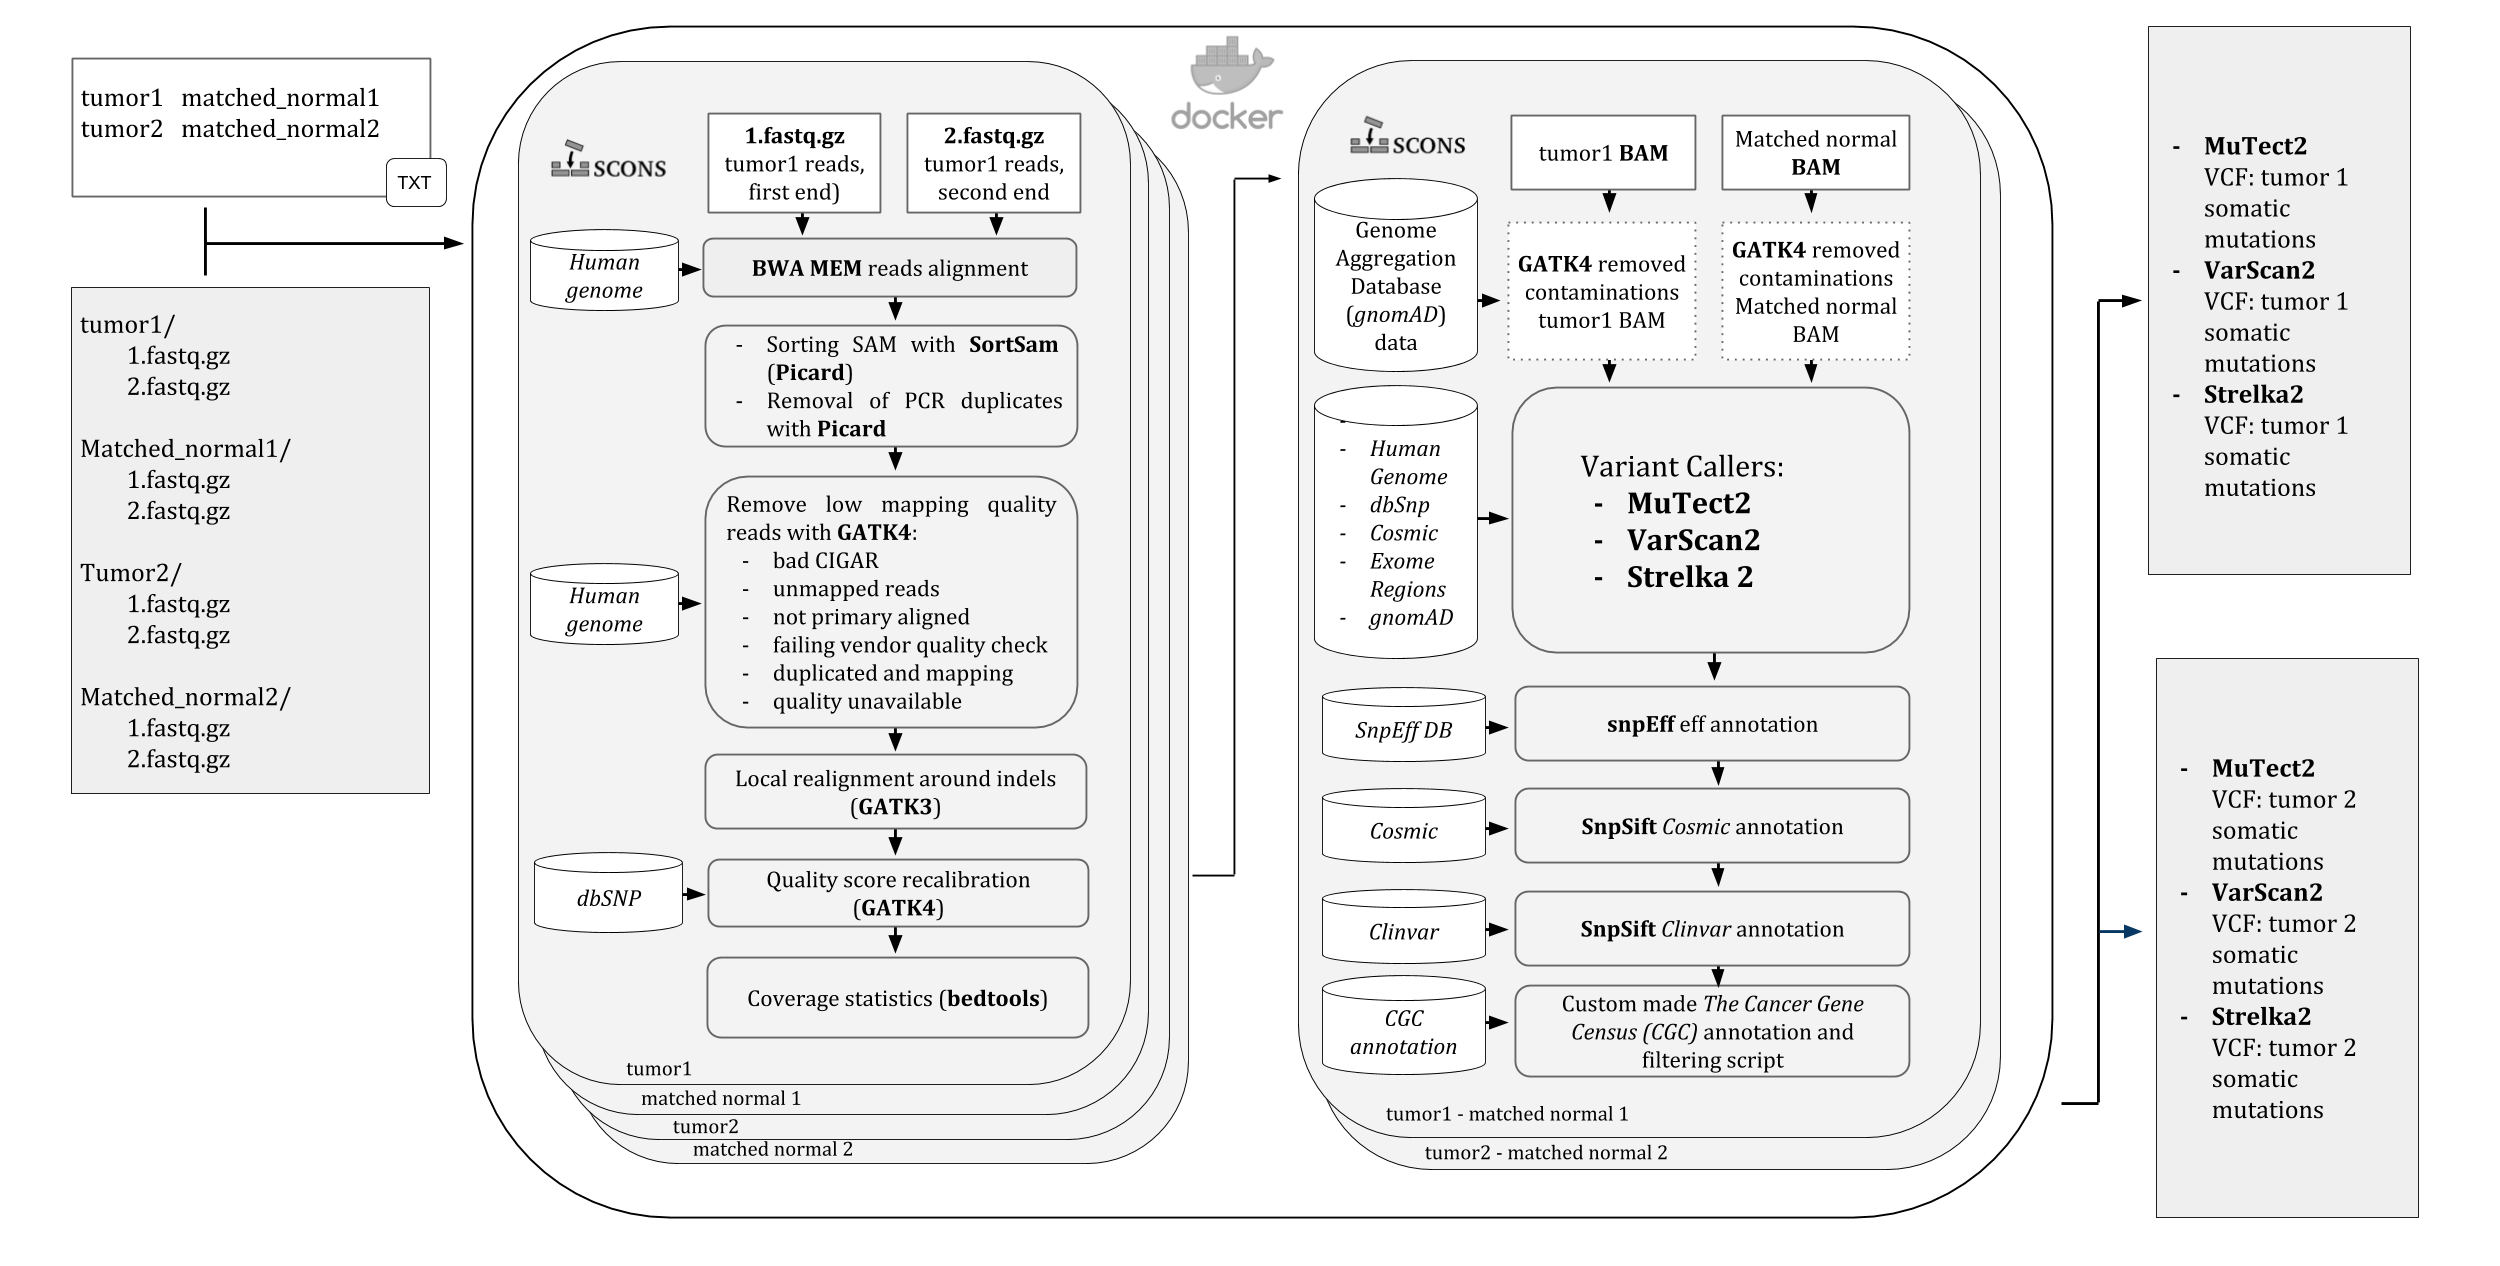 tumor1 matched_normal1
tumor2 matched_normal2
TXT
tumor1/
1.fastq.gz
2.fastq.gz
Matched_normal1/
1.fastq.gz
2.fastq.gz
Tumor2/
1.fastq.gz
2.fastq.gz
Matched_normal2/
1.fastq.gz
2.fastq.gz
docker
SCONS
1.fastq.gz
tumor1 reads,
first end)
2.fastq.gz
tumor1 reads,
second end
Human
genome
BWA MEM reads alignment
- Sorting SAM with SortSam
(Picard)
- Removal of PCR duplicates
with Picard
Human
genome
Remove low mapping quality
reads with GATK4:
- bad CIGAR
- unmapped reads
- not primary aligned
- failing vendor quality check
- duplicated and mapping
- quality unavailable
Local realignment around indels
(GATK3)
dbSNP
Quality score recalibration
(GATK4)
Coverage statistics (bedtools)
tumor1
matched normal 1
tumor2
matched normal 2
SCONS
tumor1 BAM
Matched normal
BAM
Genome
Aggregation
Database
(gnomAD)
data
GATK4 removed
contaminations
tumor1 BAM
GATK4 removed
contaminations
Matched normal
BAM
-
- Human
Genome
- dbSnp
- Cosmic
- Exome
Regions
- gnomAD
Variant Callers:
- MuTect2
- VarScan2
- Strelka 2
SnpEff DB
snpEff eff annotation
Cosmic
SnpSift Cosmic annotation
Clinvar
SnpSift Clinvar annotation
CGC
annotation
Custom made The Cancer Gene
Census (CGC) annotation and
filtering script
tumor1 - matched normal 1
tumor2 - matched normal 2
- MuTect2
VCF: tumor 1
somatic
mutations
- VarScan2
VCF: tumor 1
somatic
mutations
- Strelka2
VCF: tumor 1
somatic
mutations
- MuTect2
VCF: tumor 2
somatic
mutations
- VarScan2
VCF: tumor 2
somatic
mutations
- Strelka2
VCF: tumor 2
somatic
mutations